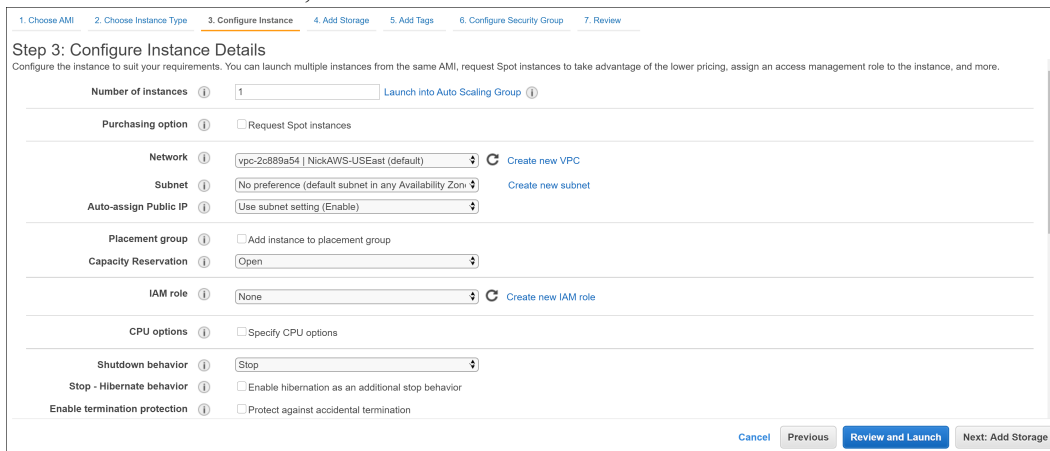 1. Choose AMI 2. Choose Instance Type 3. Configure Instance 4. Add Storage 5. Add Tags 6. Configure Security Group 7. Review
Step 3: Configure Instance Details
Configure the instance to suit your requirements. You can launch multiple instances from the same AMI, request Spot instances to take advantage of the lower pricing, assign an access management role to the instance, and more.
Number of instances 1 Launch into Auto Scaling Group
Purchasing option Request Spot instances
Network vpc-2c889a54 | NickAWS-USEast (default) Create new VPC
Subnet No preference (default subnet in any Availability Zon Create new subnet
Auto-assign Public IP Use subnet setting (Enable)
Placement group Add instance to placement group
Capacity Reservation Open
IAM role None Create new IAM role
CPU options Specify CPU options
Shutdown behavior Stop
Stop - Hibernate behavior Enable hibernation as an additional stop behavior
Enable termination protection Protect against accidental termination
Cancel Previous Review and Launch Next: Add Storage